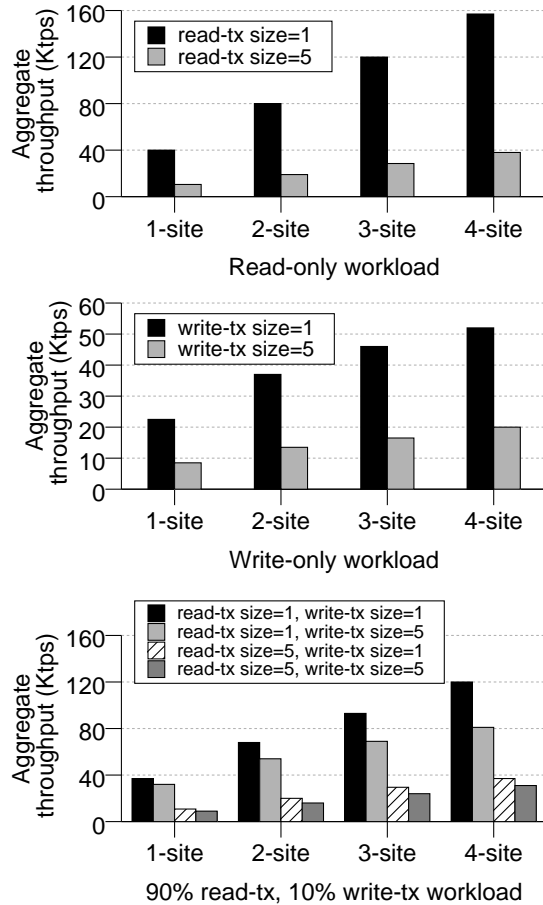 Aggregate
throughput (Ktps)
160
120
80
40
0
read-tx size=1
read-tx size=5
1-site 2-site 3-site 4-site
Read-only workload
Aggregate
throughput (Ktps)
60
50
40
30
20
10
0
write-tx size=1
write-tx size=5
1-site 2-site 3-site 4-site
Write-only workload
Aggregate
throughput (Ktps)
160
120
80
40
0
read-tx size=1, write-tx size=1
read-tx size=1, write-tx size=5
read-tx size=5, write-tx size=1
read-tx size=5, write-tx size=5
1-site 2-site 3-site 4-site
90% read-tx, 10% write-tx workload